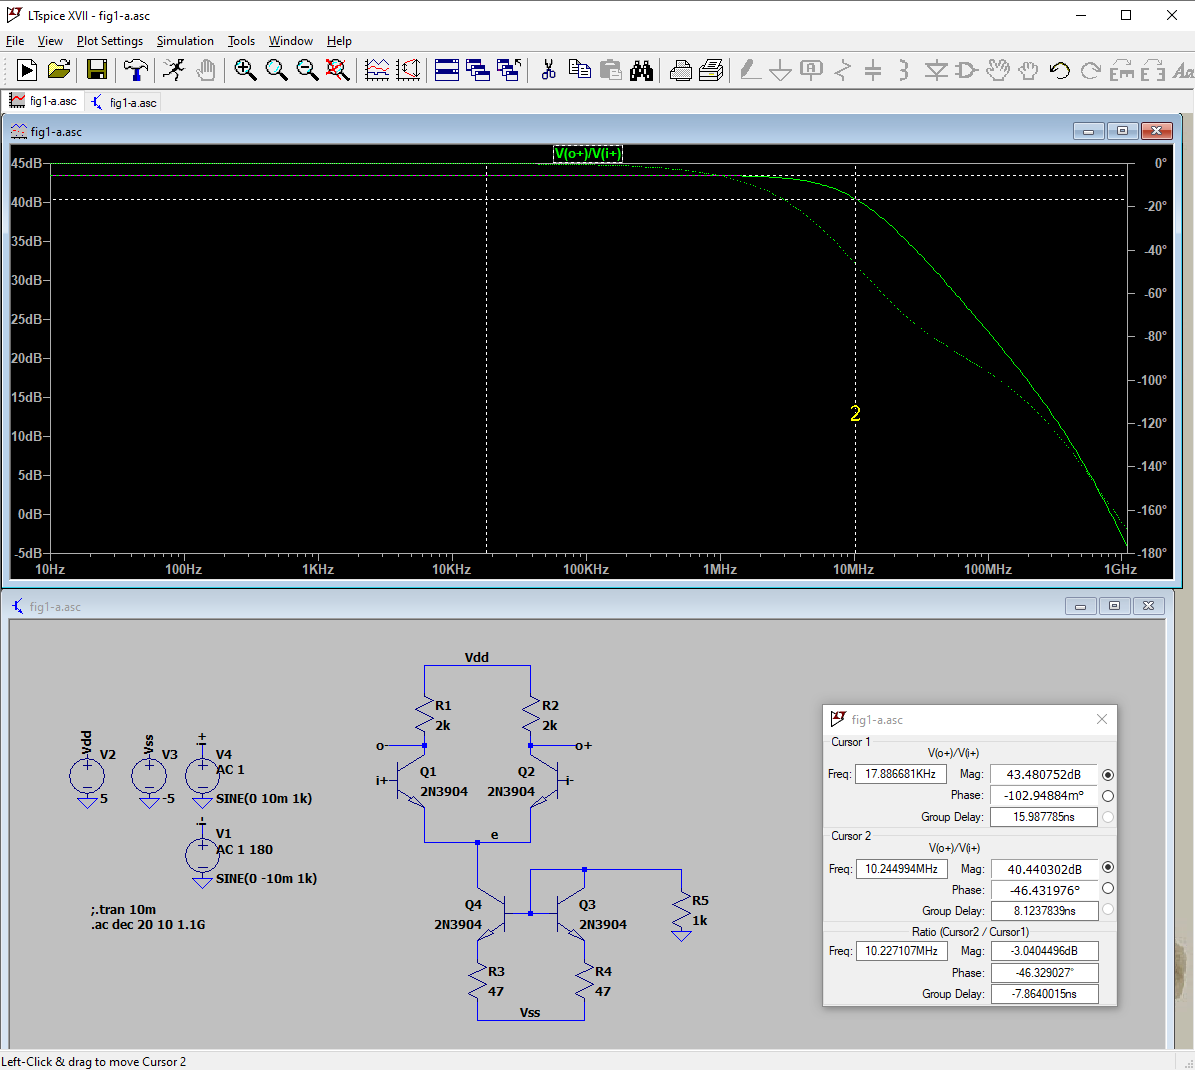 LTspice XVII - fig1-a.asc
File View Plot Settings Simulation Tools Window Help
fig1-a.asc fig1-a.asc
fig1-a.asc
V(o+)/V(i+)
45dB 0°
40dB -20°
35dB -40°
30dB -60°
25dB -80°
20dB -100°
15dB -120°
10dB -140°
5dB -160°
0dB -180°
-5dB
2
10Hz 100Hz 1KHz 10KHz 100KHz 1MHz 10MHz 100MHz 1GHz
fig1-a.asc
Vdd
R1 R2
2k 2k
o- o+
i+ Q1 Q2 i-
2N3904 2N3904
e
Vdd V2 Vss V3 i+ V4
AC 1
5 -5 SINE(0 10m 1k)
i- V1
AC 1 180
SINE(0 -10m 1k)
;.tran 10m
.ac dec 20 10 1.1G
Q4 Q3 R5
2N3904 2N3904 1k
R3 R4
47 47
Vss
fig1-a.asc
Cursor 1
V(o+)/V(i+)
Freq: 17.886681KHz Mag: 43.480752dB
Phase: -102.94884m°
Group Delay: 15.987785ns
Cursor 2
V(o+)/V(i+)
Freq: 10.244994MHz Mag: 40.440302dB
Phase: -46.431976°
Group Delay: 8.1237839ns
Ratio (Cursor2 / Cursor1)
Freq: 10.227107MHz Mag: -3.0404496dB
Phase: -46.329027°
Group Delay: -7.8640015ns
Left-Click & drag to move Cursor 2